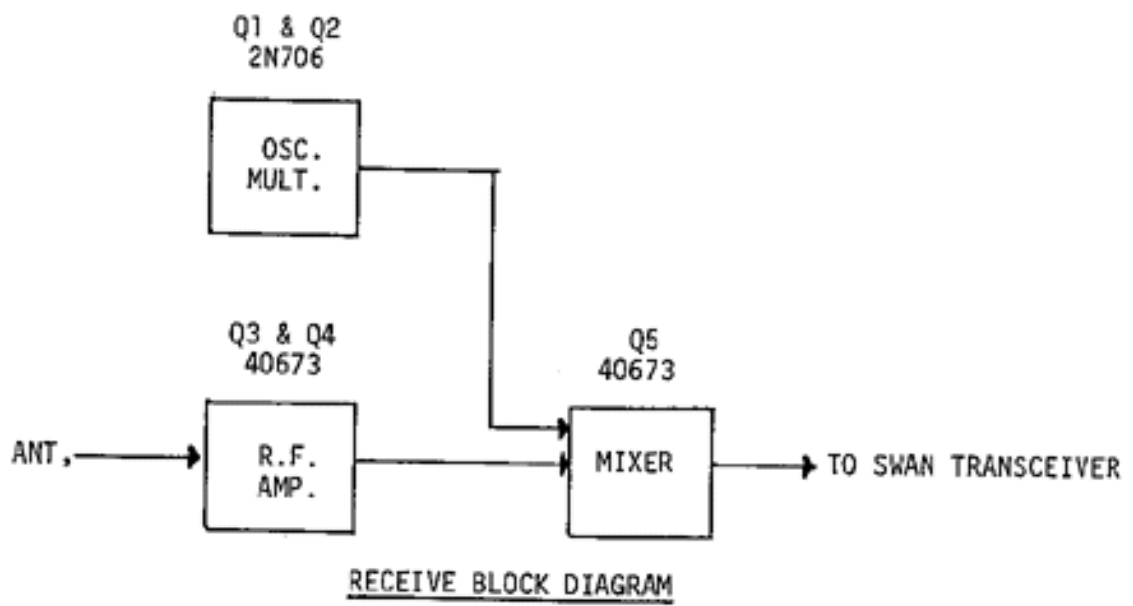 Q1 & Q2
2N706
OSC.
MULT.
Q3 & Q4
40673
Q5
40673
ANT,
R.F.
AMP.
MIXER
TO SWAN TRANSCEIVER
RECEIVE BLOCK DIAGRAM